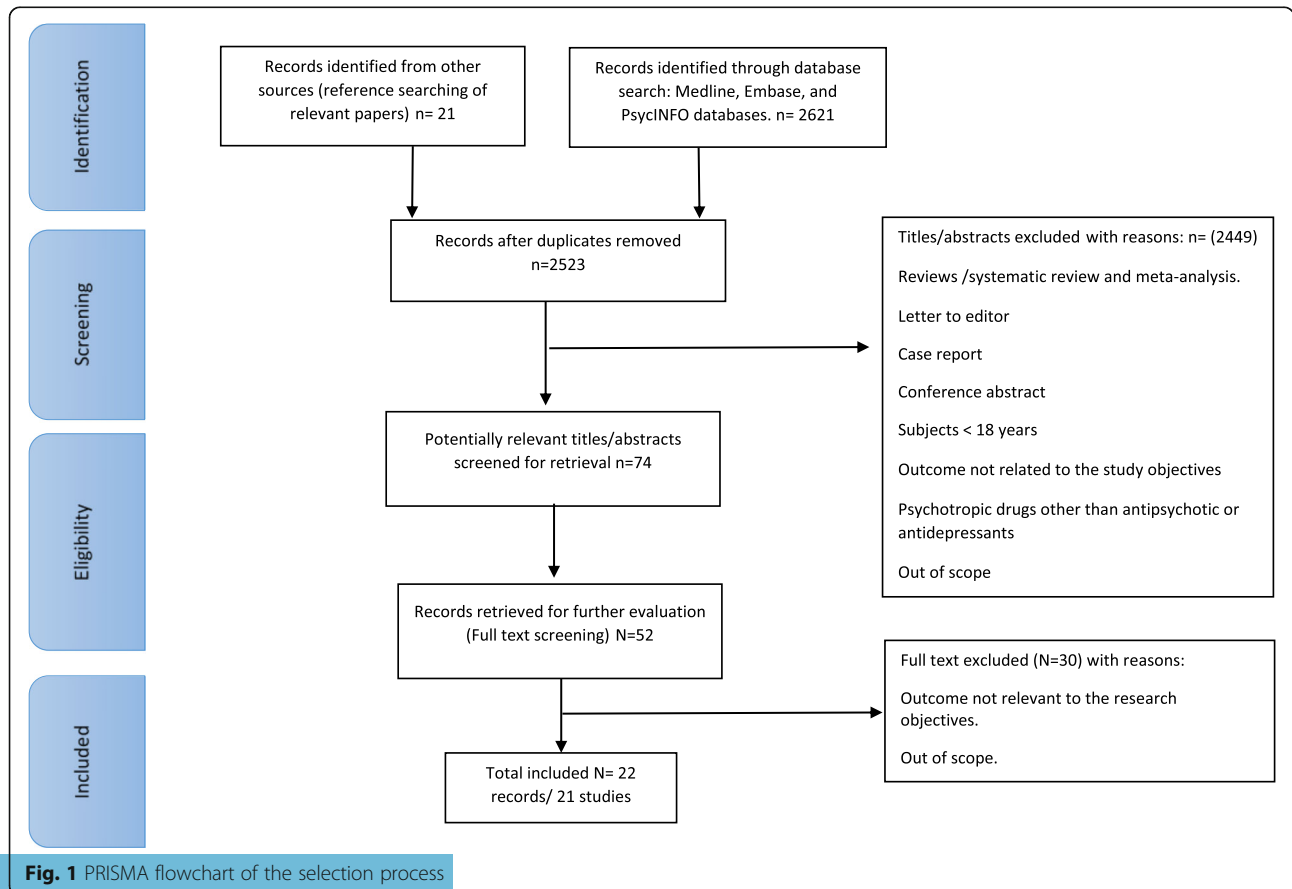 Identification
Records identified from other
sources (reference searching of
relevant papers) n= 21
Records identified through database
search: Medline, Embase, and
PsycINFO databases. n= 2621
Screening
Records after duplicates removed
n=2523
Titles/abstracts excluded with reasons: n= (2449)
Reviews /systematic review and meta-analysis.
Letter to editor
Case report
Conference abstract
Subjects < 18 years
Outcome not related to the study objectives
Psychotropic drugs other than antipsychotic or
antidepressants
Out of scope
Potentially relevant titles/abstracts
screened for retrieval n=74
Eligibility
Records retrieved for further evaluation
(Full text screening) N=52
Full text excluded (N=30) with reasons:
Outcome not relevant to the research
objectives.
Out of scope.
Included
Total included N= 22
records/ 21 studies
Fig. 1 PRISMA flowchart of the selection process